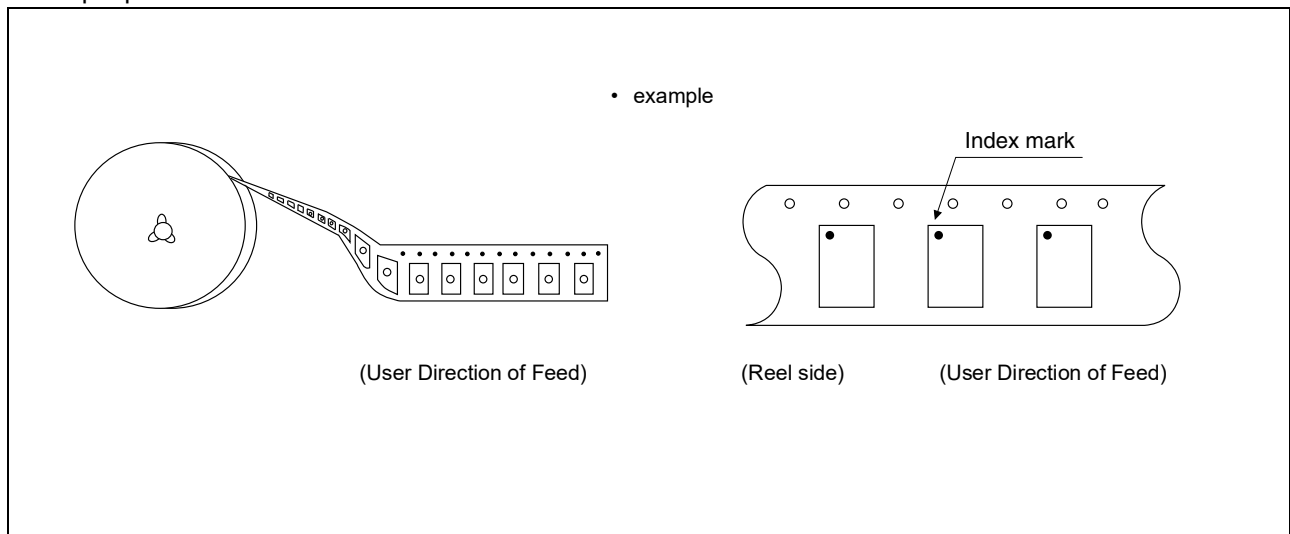 • example
Index mark
(User Direction of Feed)
(Reel side)
(User Direction of Feed)